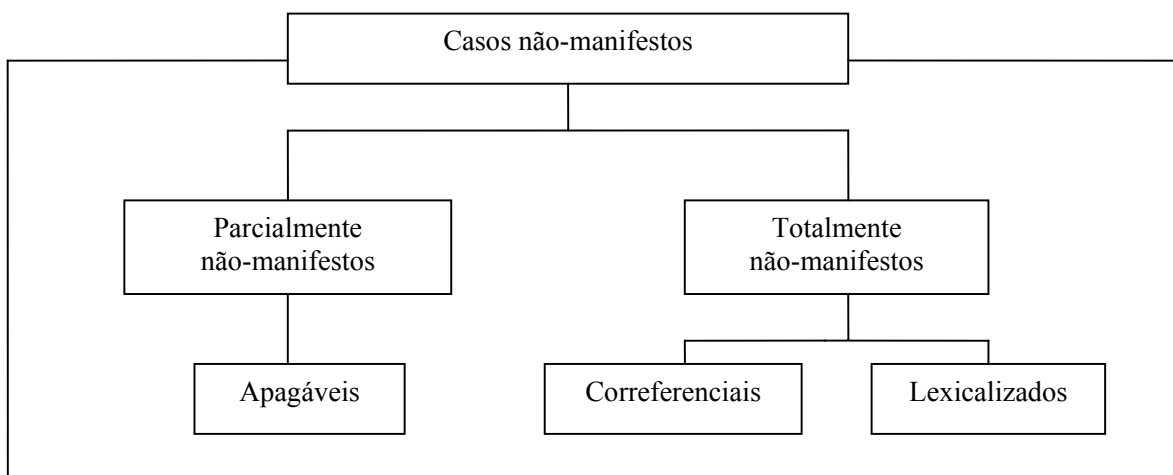 Casos não-manifestos
Parcialmente
não-manifestos
Totalmente
não-manifestos
Apagáveis
Correferenciais
Lexicalizados